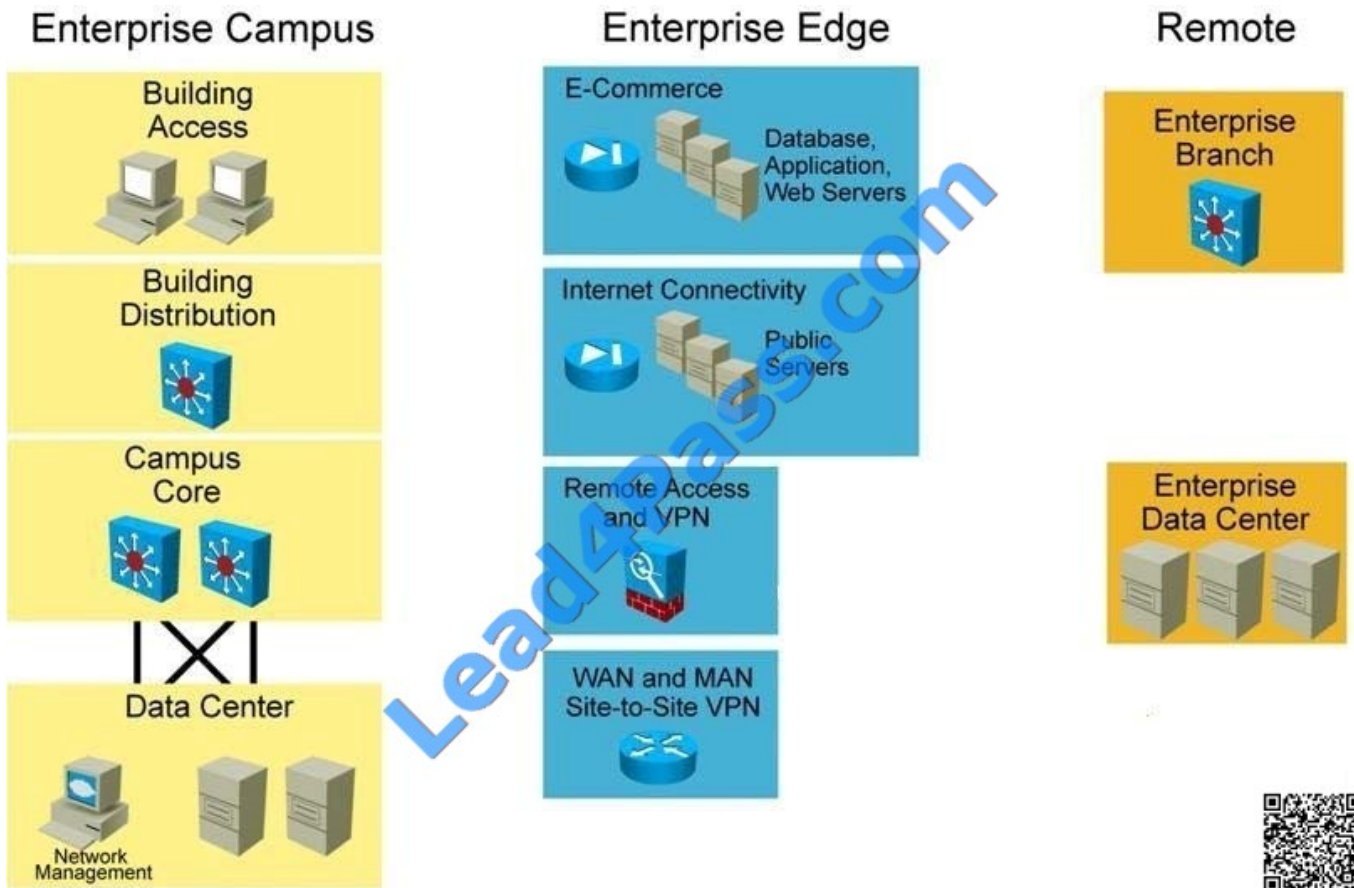 Enterprise Campus
Enterprise Edge
Remote
Building
Access
Building
Distribution
Campus
Core
Data Center
Network
Management
E-Commerce
Database,
Application,
Web Servers
Internet Connectivity
Public
Servers
Remote Access
and VPN
WAN and MAN
Site-to-Site VPN
Enterprise
Branch
Enterprise
Data Center
Lead4Pass.com